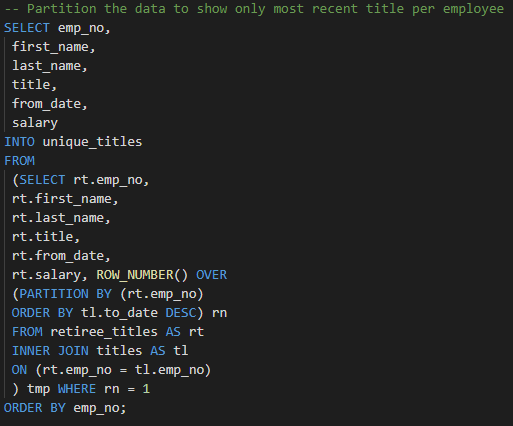 -- Partition the data to show only most recent title per employee
SELECT emp_no,
first_name,
last_name,
title,
from_date,
salary
INTO unique_titles
FROM
(SELECT rt.emp_no,
rt.first_name,
rt.last_name,
rt.title,
rt.from_date,
rt.salary, ROW_NUMBER() OVER
(PARTITION BY (rt.emp_no)
ORDER BY tl.to_date DESC) rn
FROM retiree_titles AS rt
INNER JOIN titles AS tl
ON (rt.emp_no = tl.emp_no)
) tmp WHERE rn = 1
ORDER BY emp_no;